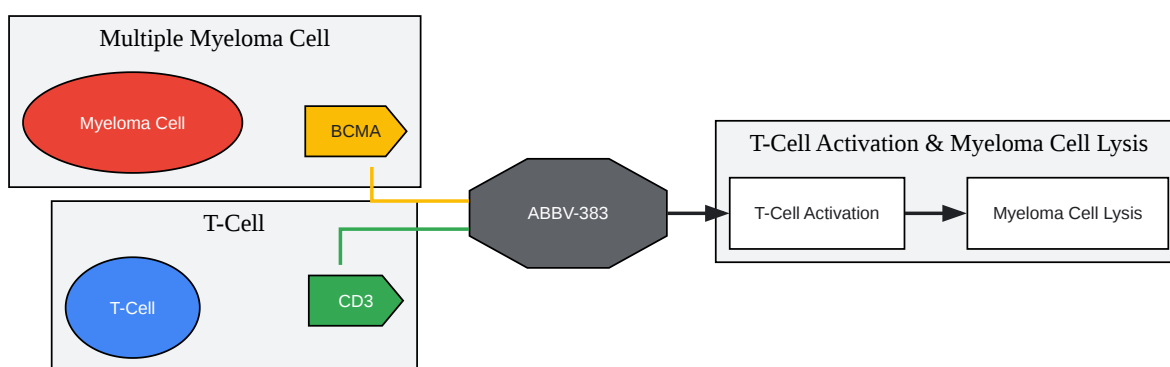 Multiple Myeloma Cell
Myeloma Cell
BCMA
T-Cell
T-Cell
CD3
ABBV-383
T-Cell Activation & Myeloma Cell Lysis
T-Cell Activation
Myeloma Cell Lysis